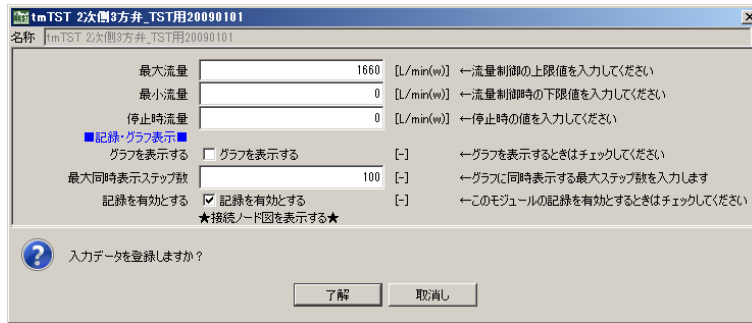 tmTST 2次側3方弁_TST用20090101
名称 tmTST 2次側3方弁_TST用20090101
最大流量 1660 [L/min(w)] ←流量制御の上限値を入力してください
最小流量 0 [L/min(w)] ←流量制御時の下限値を入力してください
停止時流量 0 [L/min(w)] ←停止時の値を入力してください
■記録・グラフ表示■
グラフを表示する グラフを表示する [-] ←グラフを表示するときはチェックしてください
最大同時表示ステップ数 100 [-] ←グラフに同時表示する最大ステップ数を入力します
記録を有効とする 記録を有効とする [-] ←このモジュールの記録を有効とするときはチェックしてください
★接続ノード図を表示する★
入力データを登録しますか？
了解 取消し